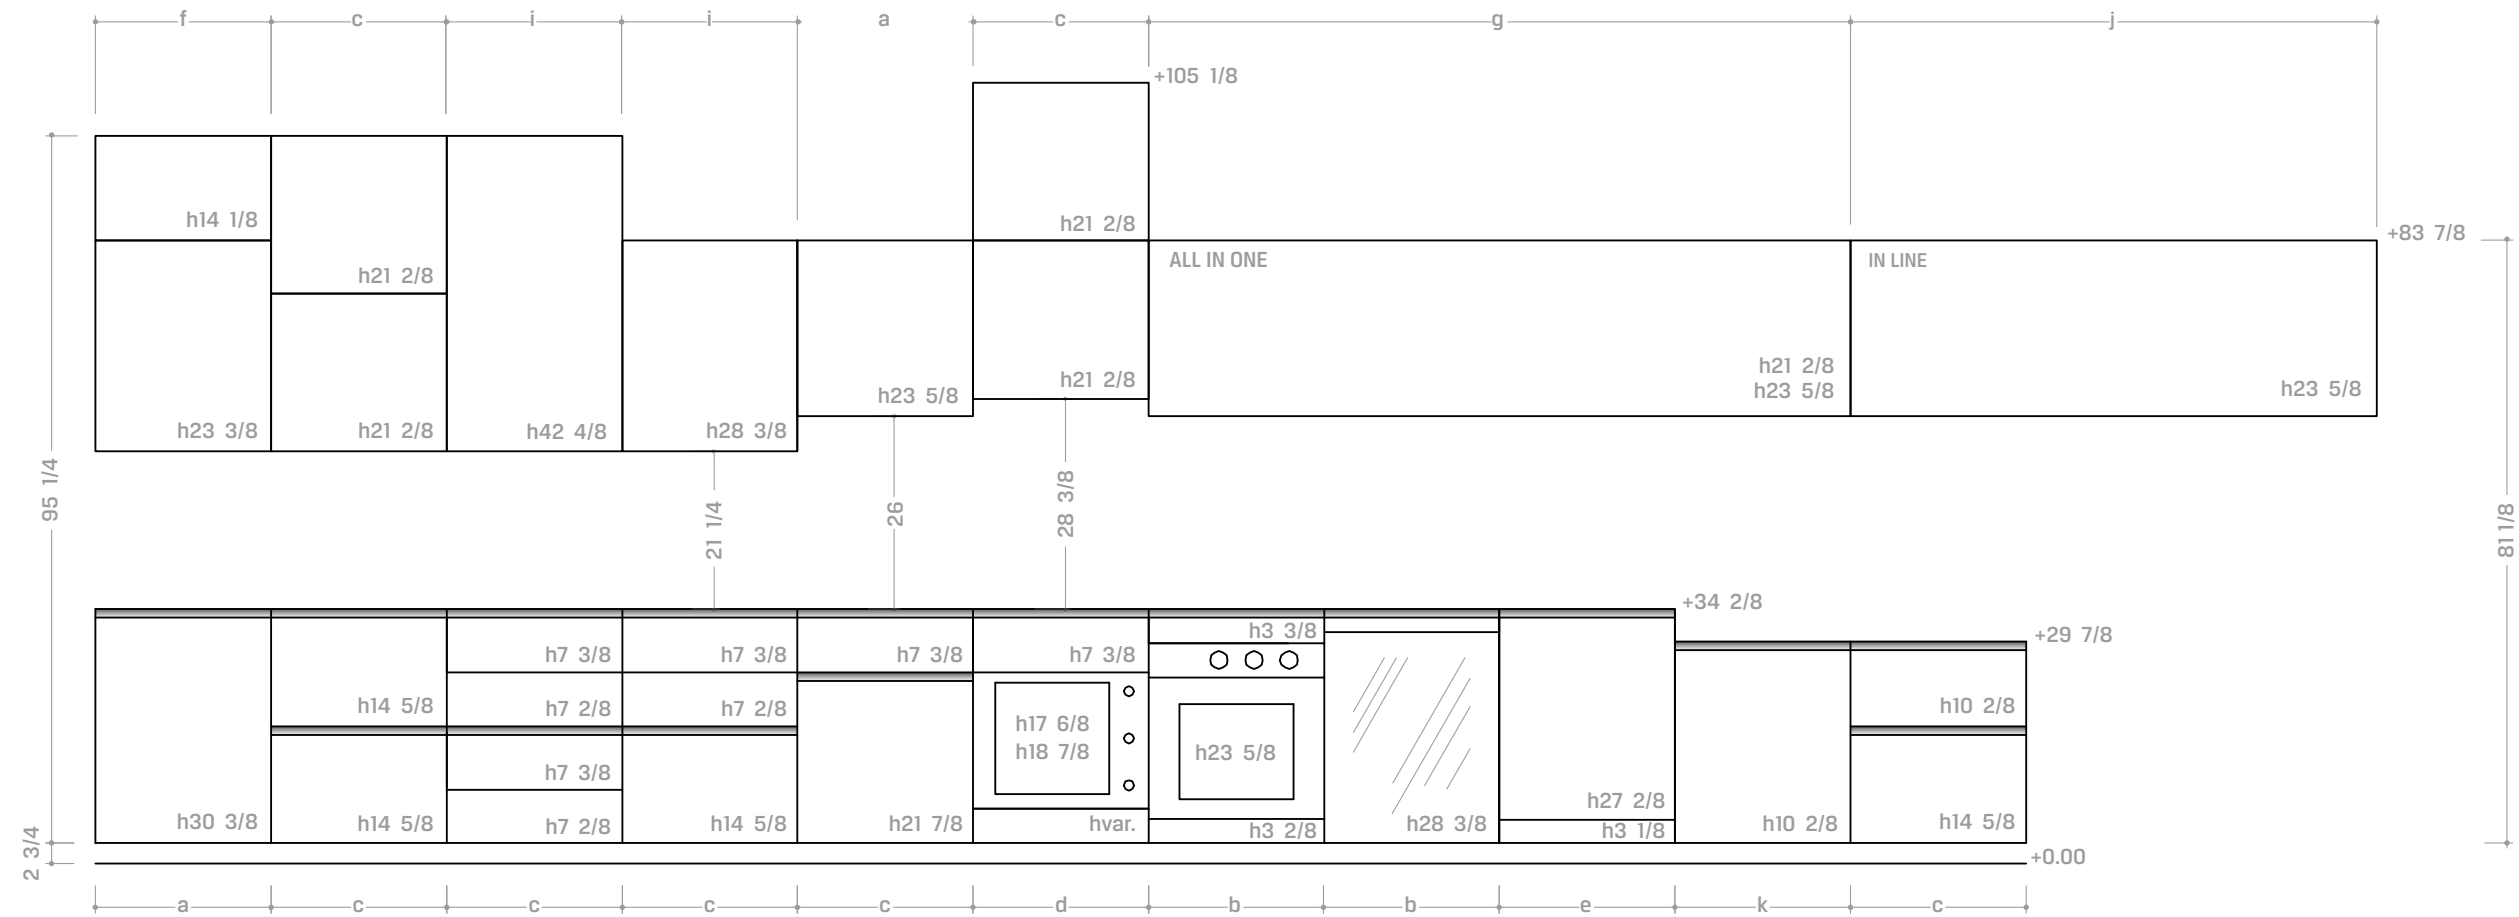 f c i i a c g j
+105 1/8
h14 1/8
h21 2/8
h21 2/8
+83 7/8
ALL IN ONE
IN LINE
h21 2/8
h21 2/8
h23 5/8
h23 5/8
h23 5/8
h23 3/8
h21 2/8
h42 4/8
h28 3/8
95 1/4
21 1/4
26
28 3/8
81 1/8
+34 2/8
+29 7/8
h3 3/8
h7 3/8
h7 3/8
h7 3/8
h7 3/8
h14 5/8
h7 2/8
h7 2/8
h17 6/8
h18 7/8
h23 5/8
h10 2/8
h7 3/8
h27 2/8
h30 3/8
h14 5/8
h7 2/8
h14 5/8
h21 7/8
hvar.
h3 2/8
h28 3/8
h3 1/8
h10 2/8
h14 5/8
2 3/4
+0.00
a c c c c d b b e k c